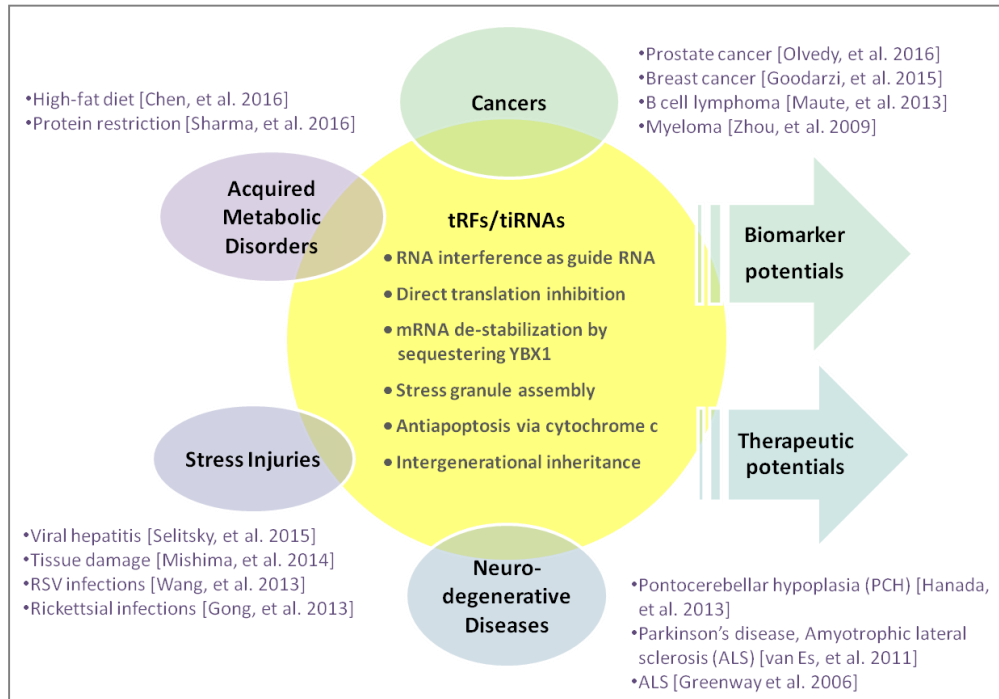 •Prostate cancer [Olvedy, et al. 2016]
•Breast cancer [Goodarzi, et al. 2015]
•B cell lymphoma [Maute, et al. 2013]
•Myeloma [Zhou, et al. 2009]
Cancers
•High-fat diet [Chen, et al. 2016]
•Protein restriction [Sharma, et al. 2016]
Acquired
Metabolic
Disorders
tRFs/tiRNAs
• RNA interference as guide RNA
• Direct translation inhibition
• mRNA de-stabilization by
sequestering YBX1
• Stress granule assembly
• Antiapoptosis via cytochrome c
• Intergenerational inheritance
Biomarker
potentials
Therapeutic
potentials
Stress Injuries
•Viral hepatitis [Selitsky, et al. 2015]
•Tissue damage [Mishima, et al. 2014]
•RSV infections [Wang, et al. 2013]
•Rickettsial infections [Gong, et al. 2013]
Neuro-
degenerative
Diseases
•Pontocerebellar hypoplasia (PCH) [Hanada,
et al. 2013]
•Parkinson’s disease, Amyotrophic lateral
sclerosis (ALS) [van Es, et al. 2011]
•ALS [Greenway et al. 2006]